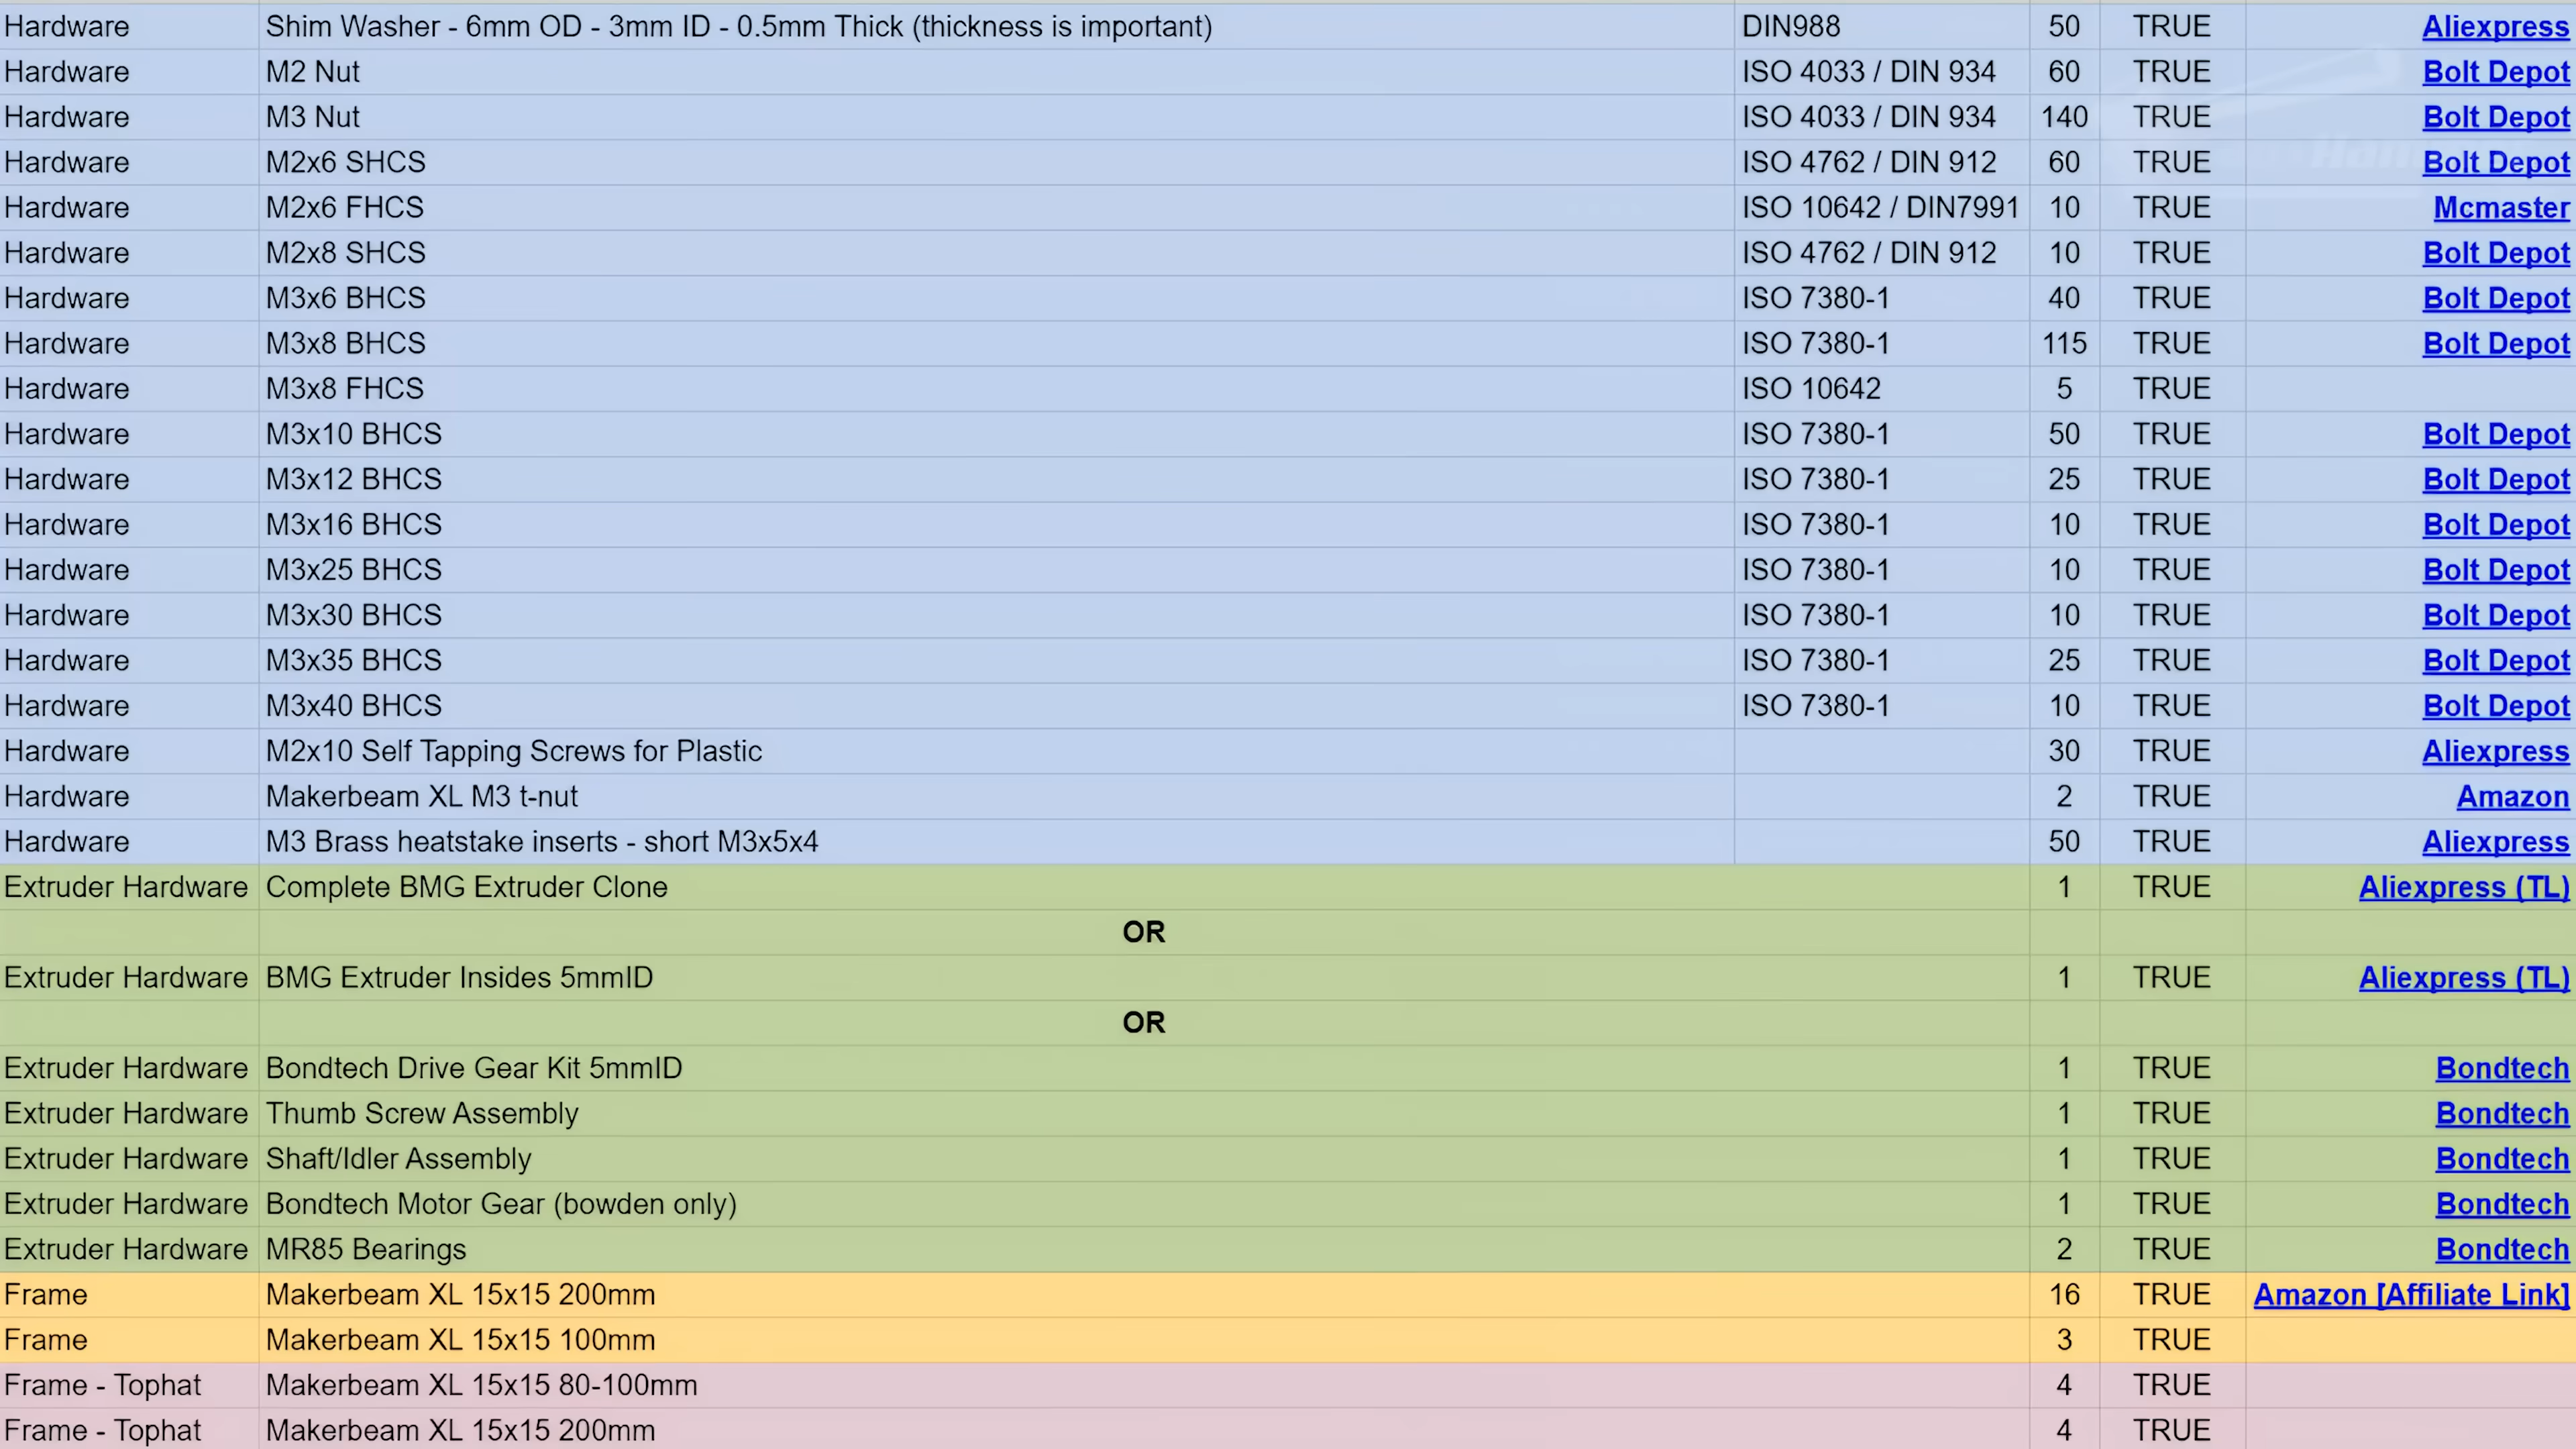 Hardware Shim Washer - 6mm OD - 3mm ID - 0.5mm Thick (thickness is important) DIN988 50 TRUE Aliexpress
Hardware M2 Nut ISO 4033 / DIN 934 60 TRUE Bolt Depot
Hardware M3 Nut ISO 4033 / DIN 934 140 TRUE Bolt Depot
Hardware M2x6 SHCS ISO 4762 / DIN 912 60 TRUE Bolt Depot
Hardware M2x6 FHCS ISO 10642 / DIN7991 10 TRUE Mcmaster
Hardware M2x8 SHCS ISO 4762 / DIN 912 10 TRUE Bolt Depot
Hardware M3x6 BHCS ISO 7380-1 40 TRUE Bolt Depot
Hardware M3x8 BHCS ISO 7380-1 115 TRUE Bolt Depot
Hardware M3x8 FHCS ISO 10642 5 TRUE
Hardware M3x10 BHCS ISO 7380-1 50 TRUE Bolt Depot
Hardware M3x12 BHCS ISO 7380-1 25 TRUE Bolt Depot
Hardware M3x16 BHCS ISO 7380-1 10 TRUE Bolt Depot
Hardware M3x25 BHCS ISO 7380-1 10 TRUE Bolt Depot
Hardware M3x30 BHCS ISO 7380-1 10 TRUE Bolt Depot
Hardware M3x35 BHCS ISO 7380-1 25 TRUE Bolt Depot
Hardware M3x40 BHCS ISO 7380-1 10 TRUE Bolt Depot
Hardware M2x10 Self Tapping Screws for Plastic 30 TRUE Aliexpress
Hardware Makerbeam XL M3 t-nut 2 TRUE Amazon
Hardware M3 Brass heatstake inserts - short M3x5x4 50 TRUE Aliexpress
Extruder Hardware Complete BMG Extruder Clone 1 TRUE Aliexpress (TL)
OR
Extruder Hardware BMG Extruder Insides 5mmID 1 TRUE Aliexpress (TL)
OR
Extruder Hardware Bondtech Drive Gear Kit 5mmID 1 TRUE Bondtech
Extruder Hardware Thumb Screw Assembly 1 TRUE Bondtech
Extruder Hardware Shaft/Idler Assembly 1 TRUE Bondtech
Extruder Hardware Bondtech Motor Gear (bowden only) 1 TRUE Bondtech
Extruder Hardware MR85 Bearings 2 TRUE Bondtech
Frame Makerbeam XL 15x15 200mm 16 TRUE Amazon [Affiliate Link]
Frame Makerbeam XL 15x15 100mm 3 TRUE
Frame - Tophat Makerbeam XL 15x15 80-100mm 4 TRUE
Frame - Tophat Makerbeam XL 15x15 200mm 4 TRUE